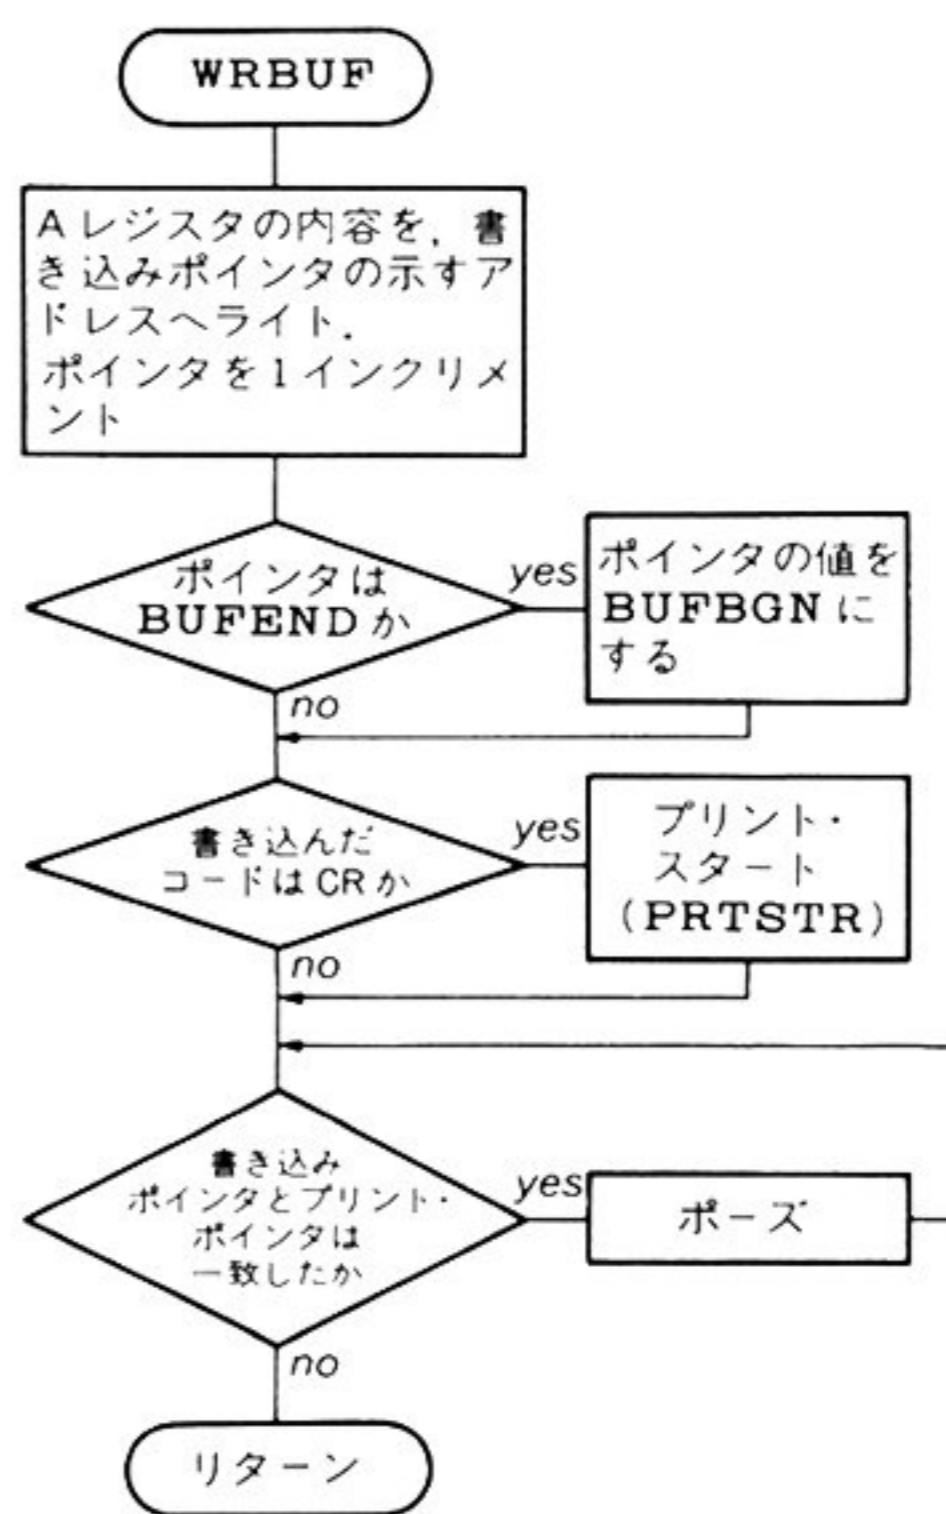 WRBUF
Aレジスタの内容を，書
き込みポインタの示すア
ドレスへライト．
ポインタを1インクリメ
ント
ポインタは
BUFENDか
yes
ポインタの値を
BUFBGNに
する
no
書き込んだ
コードはCRか
yes
プリント・
スタート
(PRTSTR)
no
書き込み
ポインタとプリント・
ポインタは
一致したか
yes
ポーズ
no
リターン